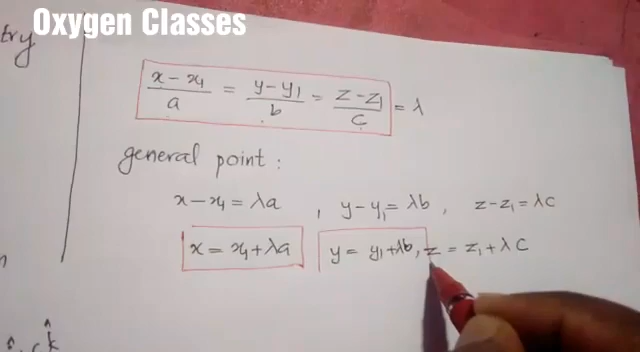 Oxygen Classes
try
x - x₁ / a = y - y₁ / b = z - z₁ / c = λ
general point :
x - x₁ = λa , y - y₁ = λb , z - z₁ = λc
x = x₁ + λa y = y₁ + λb , z = z₁ + λc
k̂